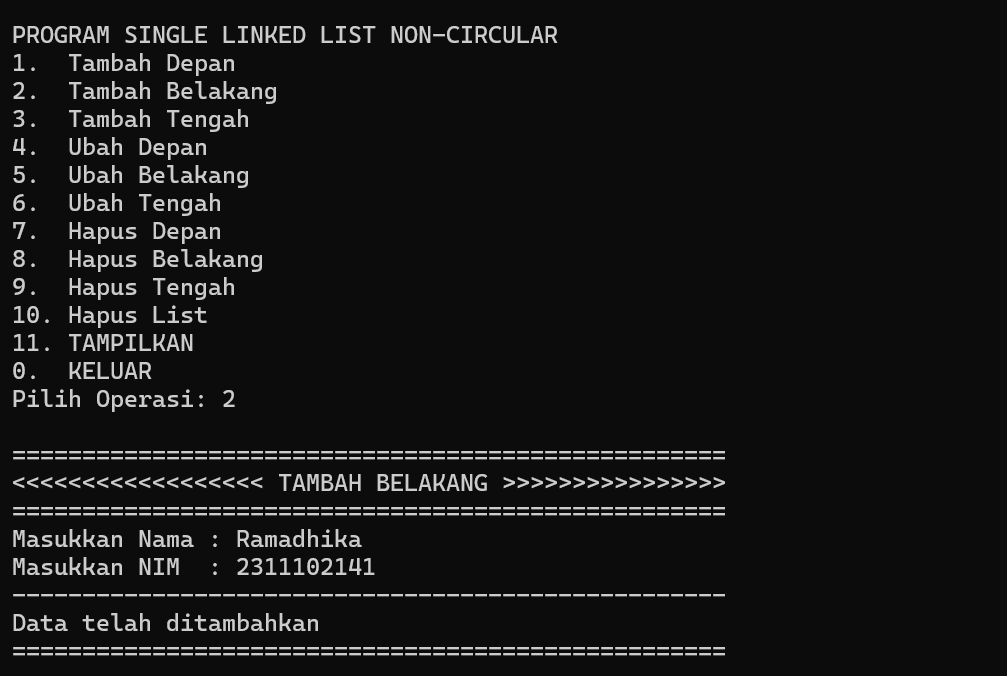 PROGRAM SINGLE LINKED LIST NON-CIRCULAR
1.  Tambah Depan
2.  Tambah Belakang
3.  Tambah Tengah
4.  Ubah Depan
5.  Ubah Belakang
6.  Ubah Tengah
7.  Hapus Depan
8.  Hapus Belakang
9.  Hapus Tengah
10. Hapus List
11. TAMPILKAN
0.  KELUAR
Pilih Operasi: 2
===================================================
<<<<<<<<<<<<<<<<<< TAMBAH BELAKANG >>>>>>>>>>>>>>>>
===================================================
Masukkan Nama : Ramadhika
Masukkan NIM  : 2311102141
---------------------------------------------------
Data telah ditambahkan
===================================================